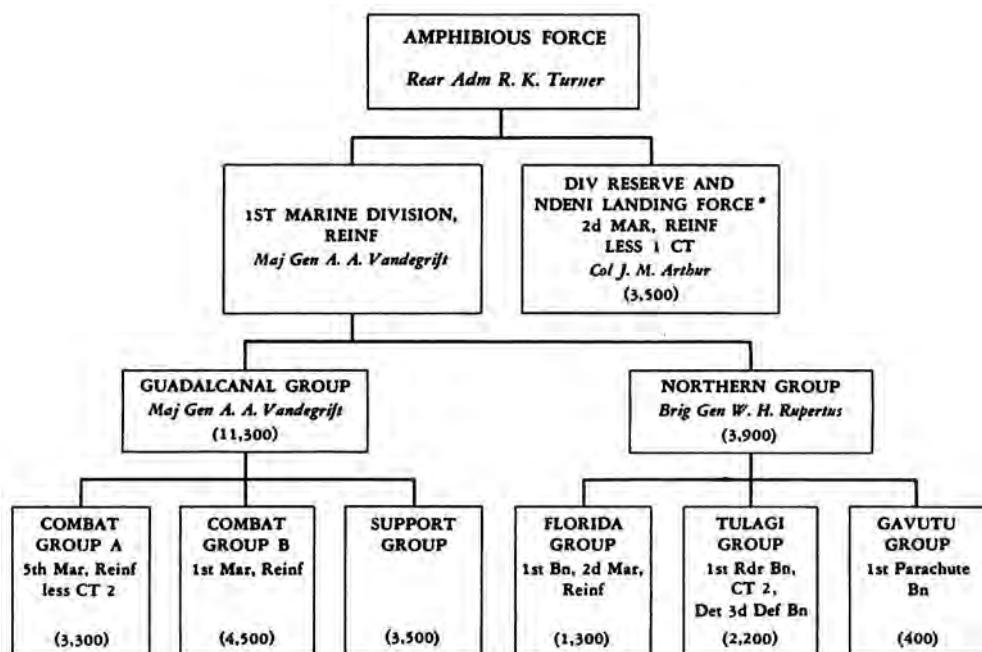 AMPHIBIOUS FORCE
Rear Adm R. K. Turner
1ST MARINE DIVISION,
REINF
Maj Gen A. A. Vandegrift
DIV RESERVE AND
NDENI LANDING FORCE*
2d MAR, REINF
LESS 1 CT
Col J. M. Arthur
(3,500)
GUADALCANAL GROUP
Maj Gen A. A. Vandegrift
(11,300)
NORTHERN GROUP
Brig Gen W. H. Rupertus
(3,900)
COMBAT
GROUP A
5th Mar, Reinf
less CT 2
(3,300)
COMBAT
GROUP B
1st Mar, Reinf
(4,500)
SUPPORT
GROUP
(3,500)
FLORIDA
GROUP
1st Bn, 2d Mar,
Reinf
(1,300)
TULAGI
GROUP
1st Rdr Bn,
CT 2,
Det 3d Def Bn
(2,200)
GAVUTU
GROUP
1st Parachute
Bn
(400)